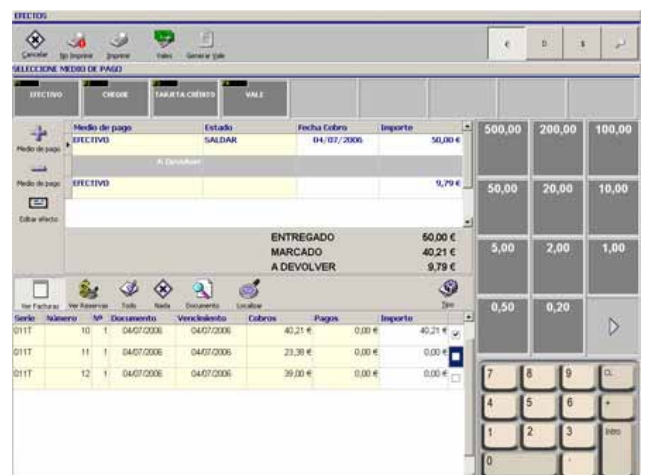 EFECTOS
Cancelar No Imprimir Imprimir Vales Generar Vale € D $
SELECCIONE MEDIO DE PAGO
EFECTIVO CHEQUE TARJETA CRÉDITO VALE
Medio de pago Estado Fecha Cobro Importe
EFECTIVO SALDAR 04/07/2006 50,00 €
Medio de pago
A Devolver
Medio de pago
EFECTIVO 9,79 €
Editar efecto
ENTREGADO 50,00 €
MARCADO 40,21 €
A DEVOLVER 9,79 €
500,00 200,00 100,00
50,00 20,00 10,00
5,00 2,00 1,00
0,50 0,20
Ver Facturas Ver Reservas Todo Nada Documento Localizar Tipo
Serie Número Nº Documento Vencimiento Cobros Pagos Importe
011T 10 1 04/07/2006 04/07/2006 40,21 € 0,00 € 40,21 €
011T 11 1 04/07/2006 04/07/2006 23,38 € 0,00 € 0,00 €
011T 12 1 04/07/2006 04/07/2006 39,00 € 0,00 € 0,00 €
7 8 9 CL
4 5 6 +
1 2 3 Intro
0 .